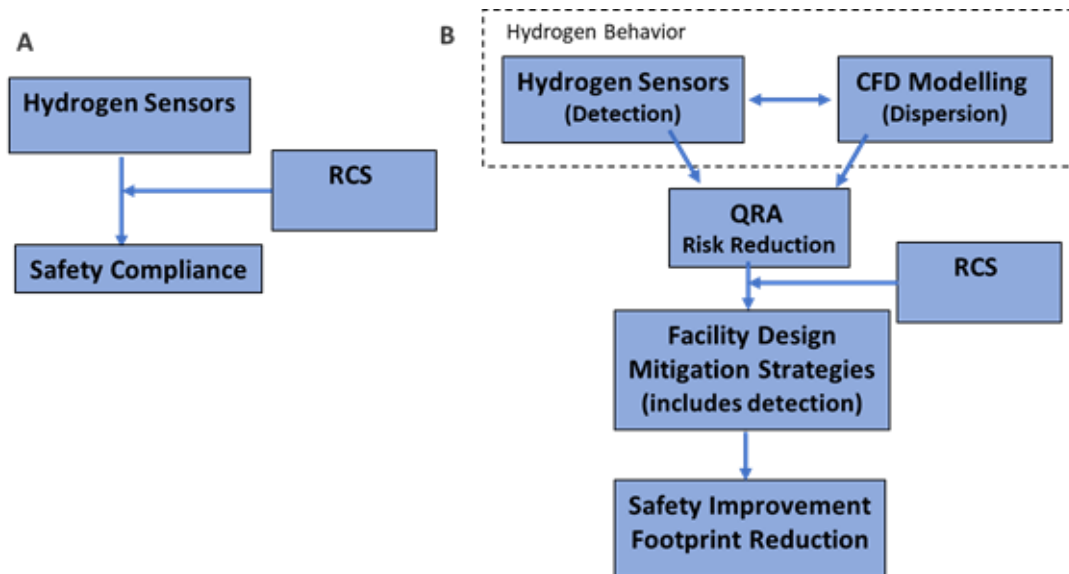 A
Hydrogen Sensors
RCS
Safety Compliance
B
Hydrogen Behavior
Hydrogen Sensors
(Detection)
CFD Modelling
(Dispersion)
QRA
Risk Reduction
RCS
Facility Design
Mitigation Strategies
(includes detection)
Safety Improvement
Footprint Reduction